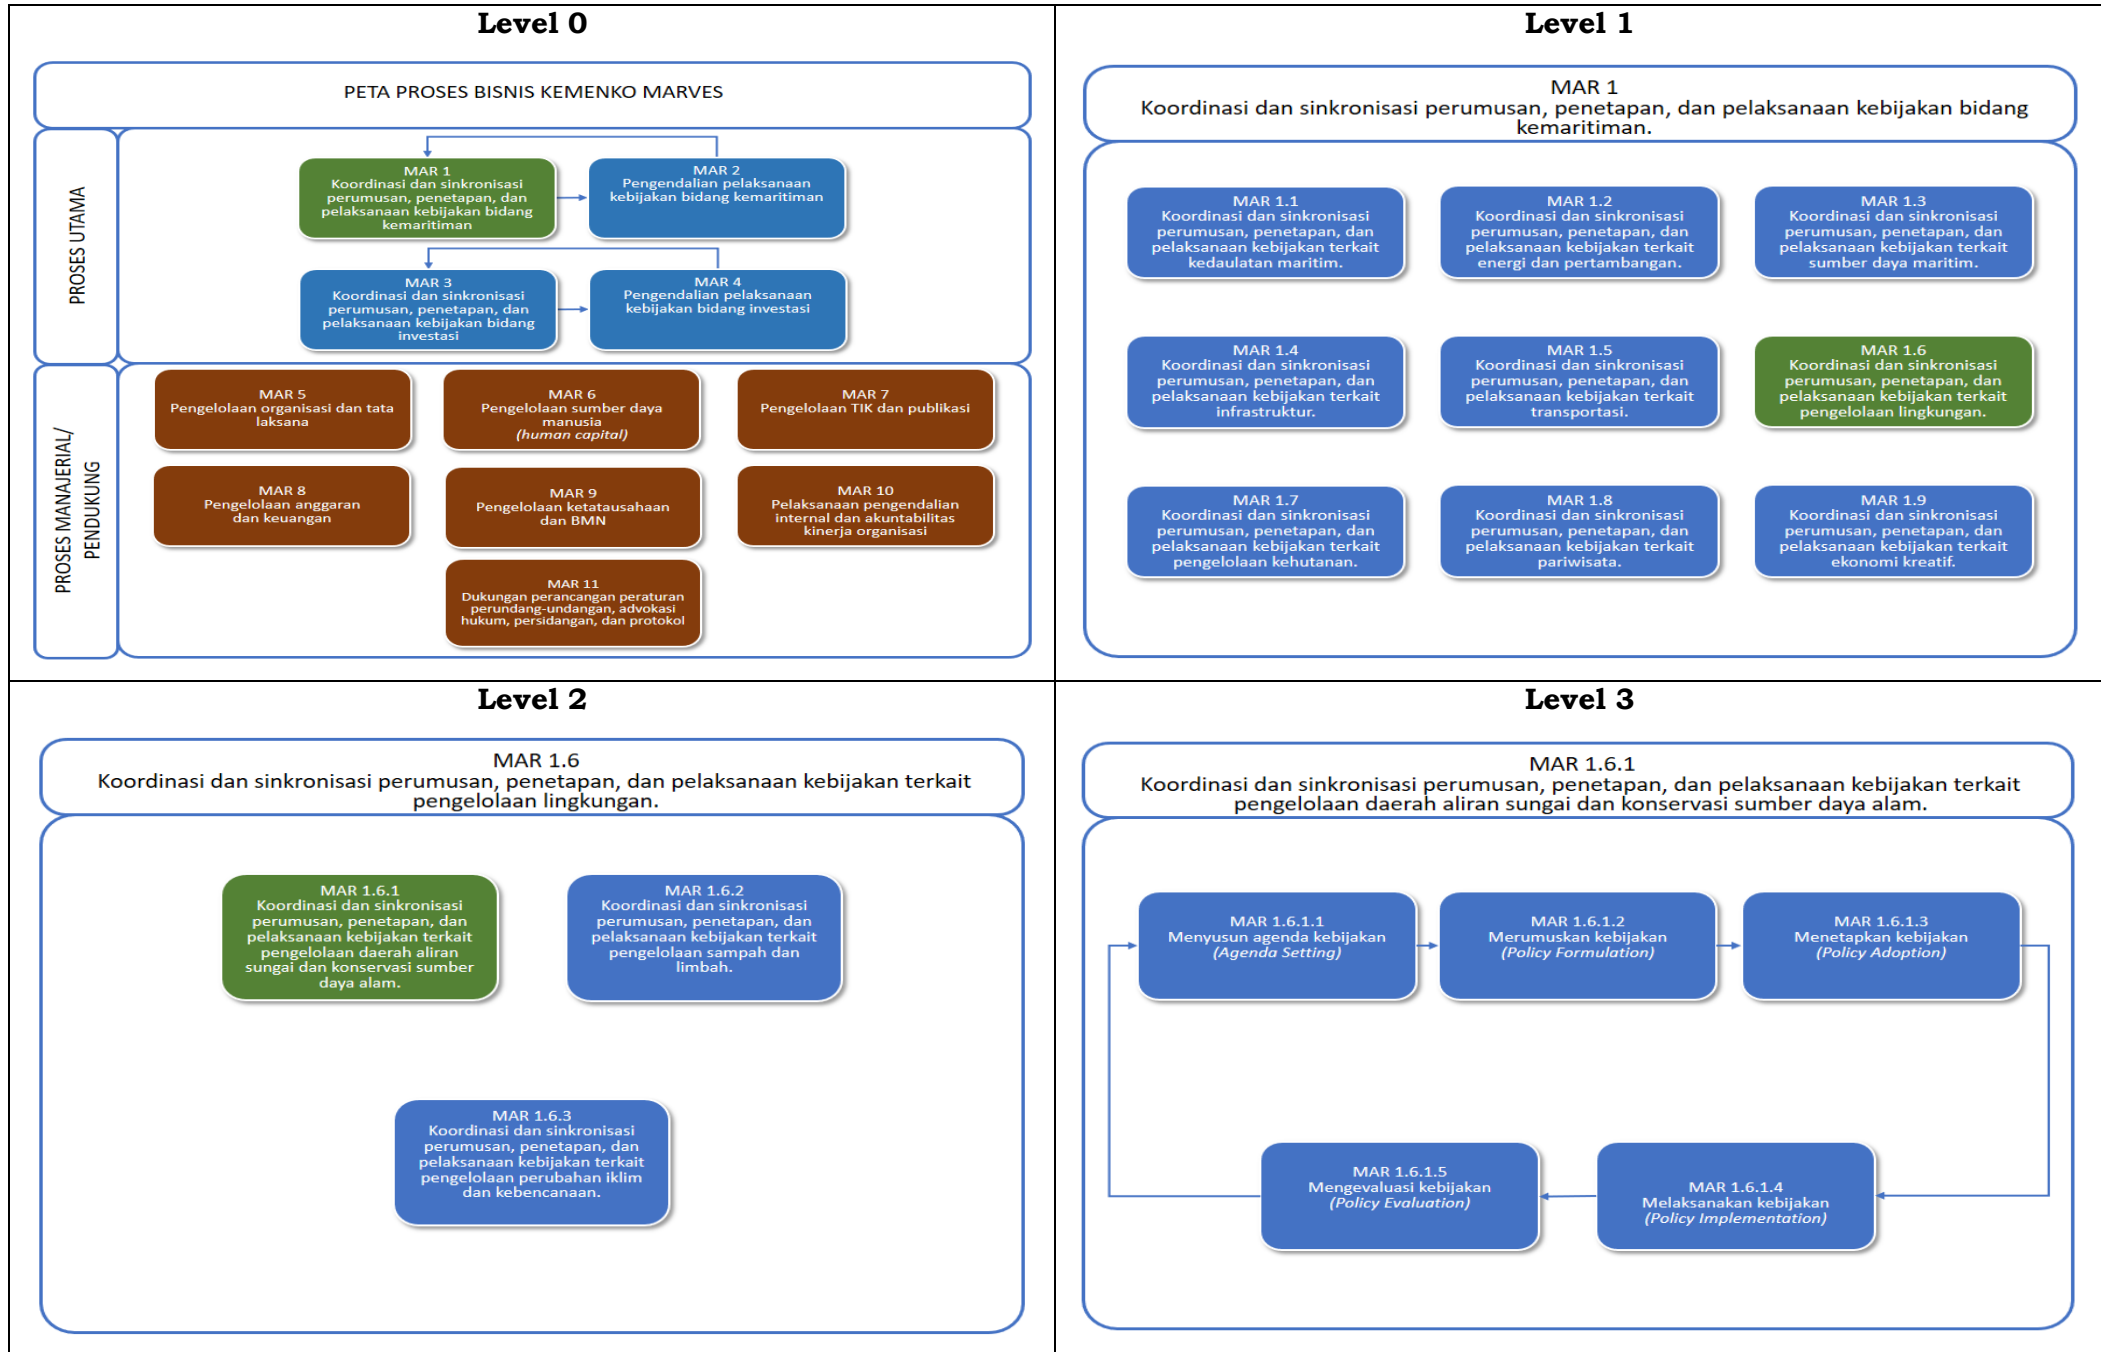 Level 0
PETA PROSES BISNIS KEMENKO MARVES
PROSES UTAMA
MAR 1
Koordinasi dan sinkronisasi
perumusan, penetapan, dan
pelaksanaan kebijakan bidang
kemaritiman
MAR 2
Pengendalian pelaksanaan
kebijakan bidang kemaritiman
MAR 3
Koordinasi dan sinkronisasi
perumusan, penetapan, dan
pelaksanaan kebijakan bidang
investasi
MAR 4
Pengendalian pelaksanaan
kebijakan bidang investasi
PROSES MANAJERIAL/
PENDUKUNG
MAR 5
Pengelolaan organisasi dan tata
laksana
MAR 6
Pengelolaan sumber daya
manusia
(human capital)
MAR 7
Pengelolaan TIK dan publikasi
MAR 8
Pengelolaan anggaran
dan keuangan
MAR 9
Pengelolaan ketatausahaan
dan BMN
MAR 10
Pelaksanaan pengendalian
internal dan akuntabilitas
kinerja organisasi
MAR 11
Dukungan perancangan peraturan
perundang-undangan, advokasi
hukum, persidangan, dan protokol
Level 1
MAR 1
Koordinasi dan sinkronisasi perumusan, penetapan, dan pelaksanaan kebijakan bidang
kemaritiman.
MAR 1.1
Koordinasi dan sinkronisasi
perumusan, penetapan, dan
pelaksanaan kebijakan terkait
kedaulatan maritim.
MAR 1.2
Koordinasi dan sinkronisasi
perumusan, penetapan, dan
pelaksanaan kebijakan terkait
energi dan pertambangan.
MAR 1.3
Koordinasi dan sinkronisasi
perumusan, penetapan, dan
pelaksanaan kebijakan terkait
sumber daya maritim.
MAR 1.4
Koordinasi dan sinkronisasi
perumusan, penetapan, dan
pelaksanaan kebijakan terkait
infrastruktur.
MAR 1.5
Koordinasi dan sinkronisasi
perumusan, penetapan, dan
pelaksanaan kebijakan terkait
transportasi.
MAR 1.6
Koordinasi dan sinkronisasi
perumusan, penetapan, dan
pelaksanaan kebijakan terkait
pengelolaan lingkungan.
MAR 1.7
Koordinasi dan sinkronisasi
perumusan, penetapan, dan
pelaksanaan kebijakan terkait
pengelolaan kehutanan.
MAR 1.8
Koordinasi dan sinkronisasi
perumusan, penetapan, dan
pelaksanaan kebijakan terkait
pariwisata.
MAR 1.9
Koordinasi dan sinkronisasi
perumusan, penetapan, dan
pelaksanaan kebijakan terkait
ekonomi kreatif.
Level 2
MAR 1.6
Koordinasi dan sinkronisasi perumusan, penetapan, dan pelaksanaan kebijakan terkait
pengelolaan lingkungan.
MAR 1.6.1
Koordinasi dan sinkronisasi
perumusan, penetapan, dan
pelaksanaan kebijakan terkait
pengelolaan daerah aliran
sungai dan konservasi sumber
daya alam.
MAR 1.6.2
Koordinasi dan sinkronisasi
perumusan, penetapan, dan
pelaksanaan kebijakan terkait
pengelolaan sampah dan
limbah.
MAR 1.6.3
Koordinasi dan sinkronisasi
perumusan, penetapan, dan
pelaksanaan kebijakan terkait
pengelolaan perubahan iklim
dan kebencanaan.
Level 3
MAR 1.6.1
Koordinasi dan sinkronisasi perumusan, penetapan, dan pelaksanaan kebijakan terkait
pengelolaan daerah aliran sungai dan konservasi sumber daya alam.
MAR 1.6.1.1
Menyusun agenda kebijakan
(Agenda Setting)
MAR 1.6.1.2
Merumuskan kebijakan
(Policy Formulation)
MAR 1.6.1.3
Menetapkan kebijakan
(Policy Adoption)
MAR 1.6.1.5
Mengevaluasi kebijakan
(Policy Evaluation)
MAR 1.6.1.4
Melaksanakan kebijakan
(Policy Implementation)